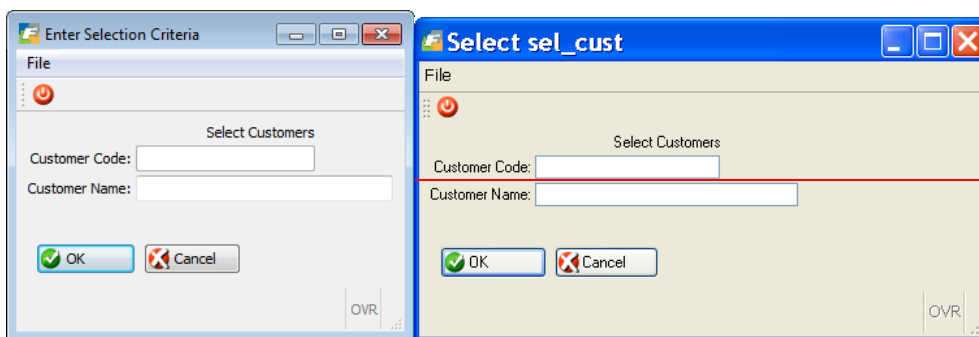 Enter Selection Criteria
File
Select Customers
Customer Code:
Customer Name:
OK
Cancel
OVR
Select sel_cust
File
Select Customers
Customer Code:
Customer Name:
OK
Cancel
OVR